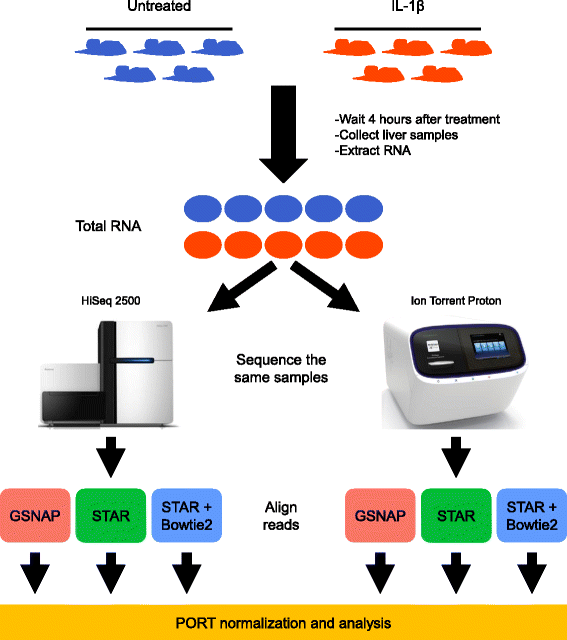 Untreated
IL-1β
-Wait 4 hours after treatment
-Collect liver samples
-Extract RNA
Total RNA
HiSeq 2500
Ion Torrent Proton
Sequence the
same samples
GSNAP
STAR
STAR +
Bowtie2
Align
reads
GSNAP
STAR
STAR +
Bowtie2
PORT normalization and analysis